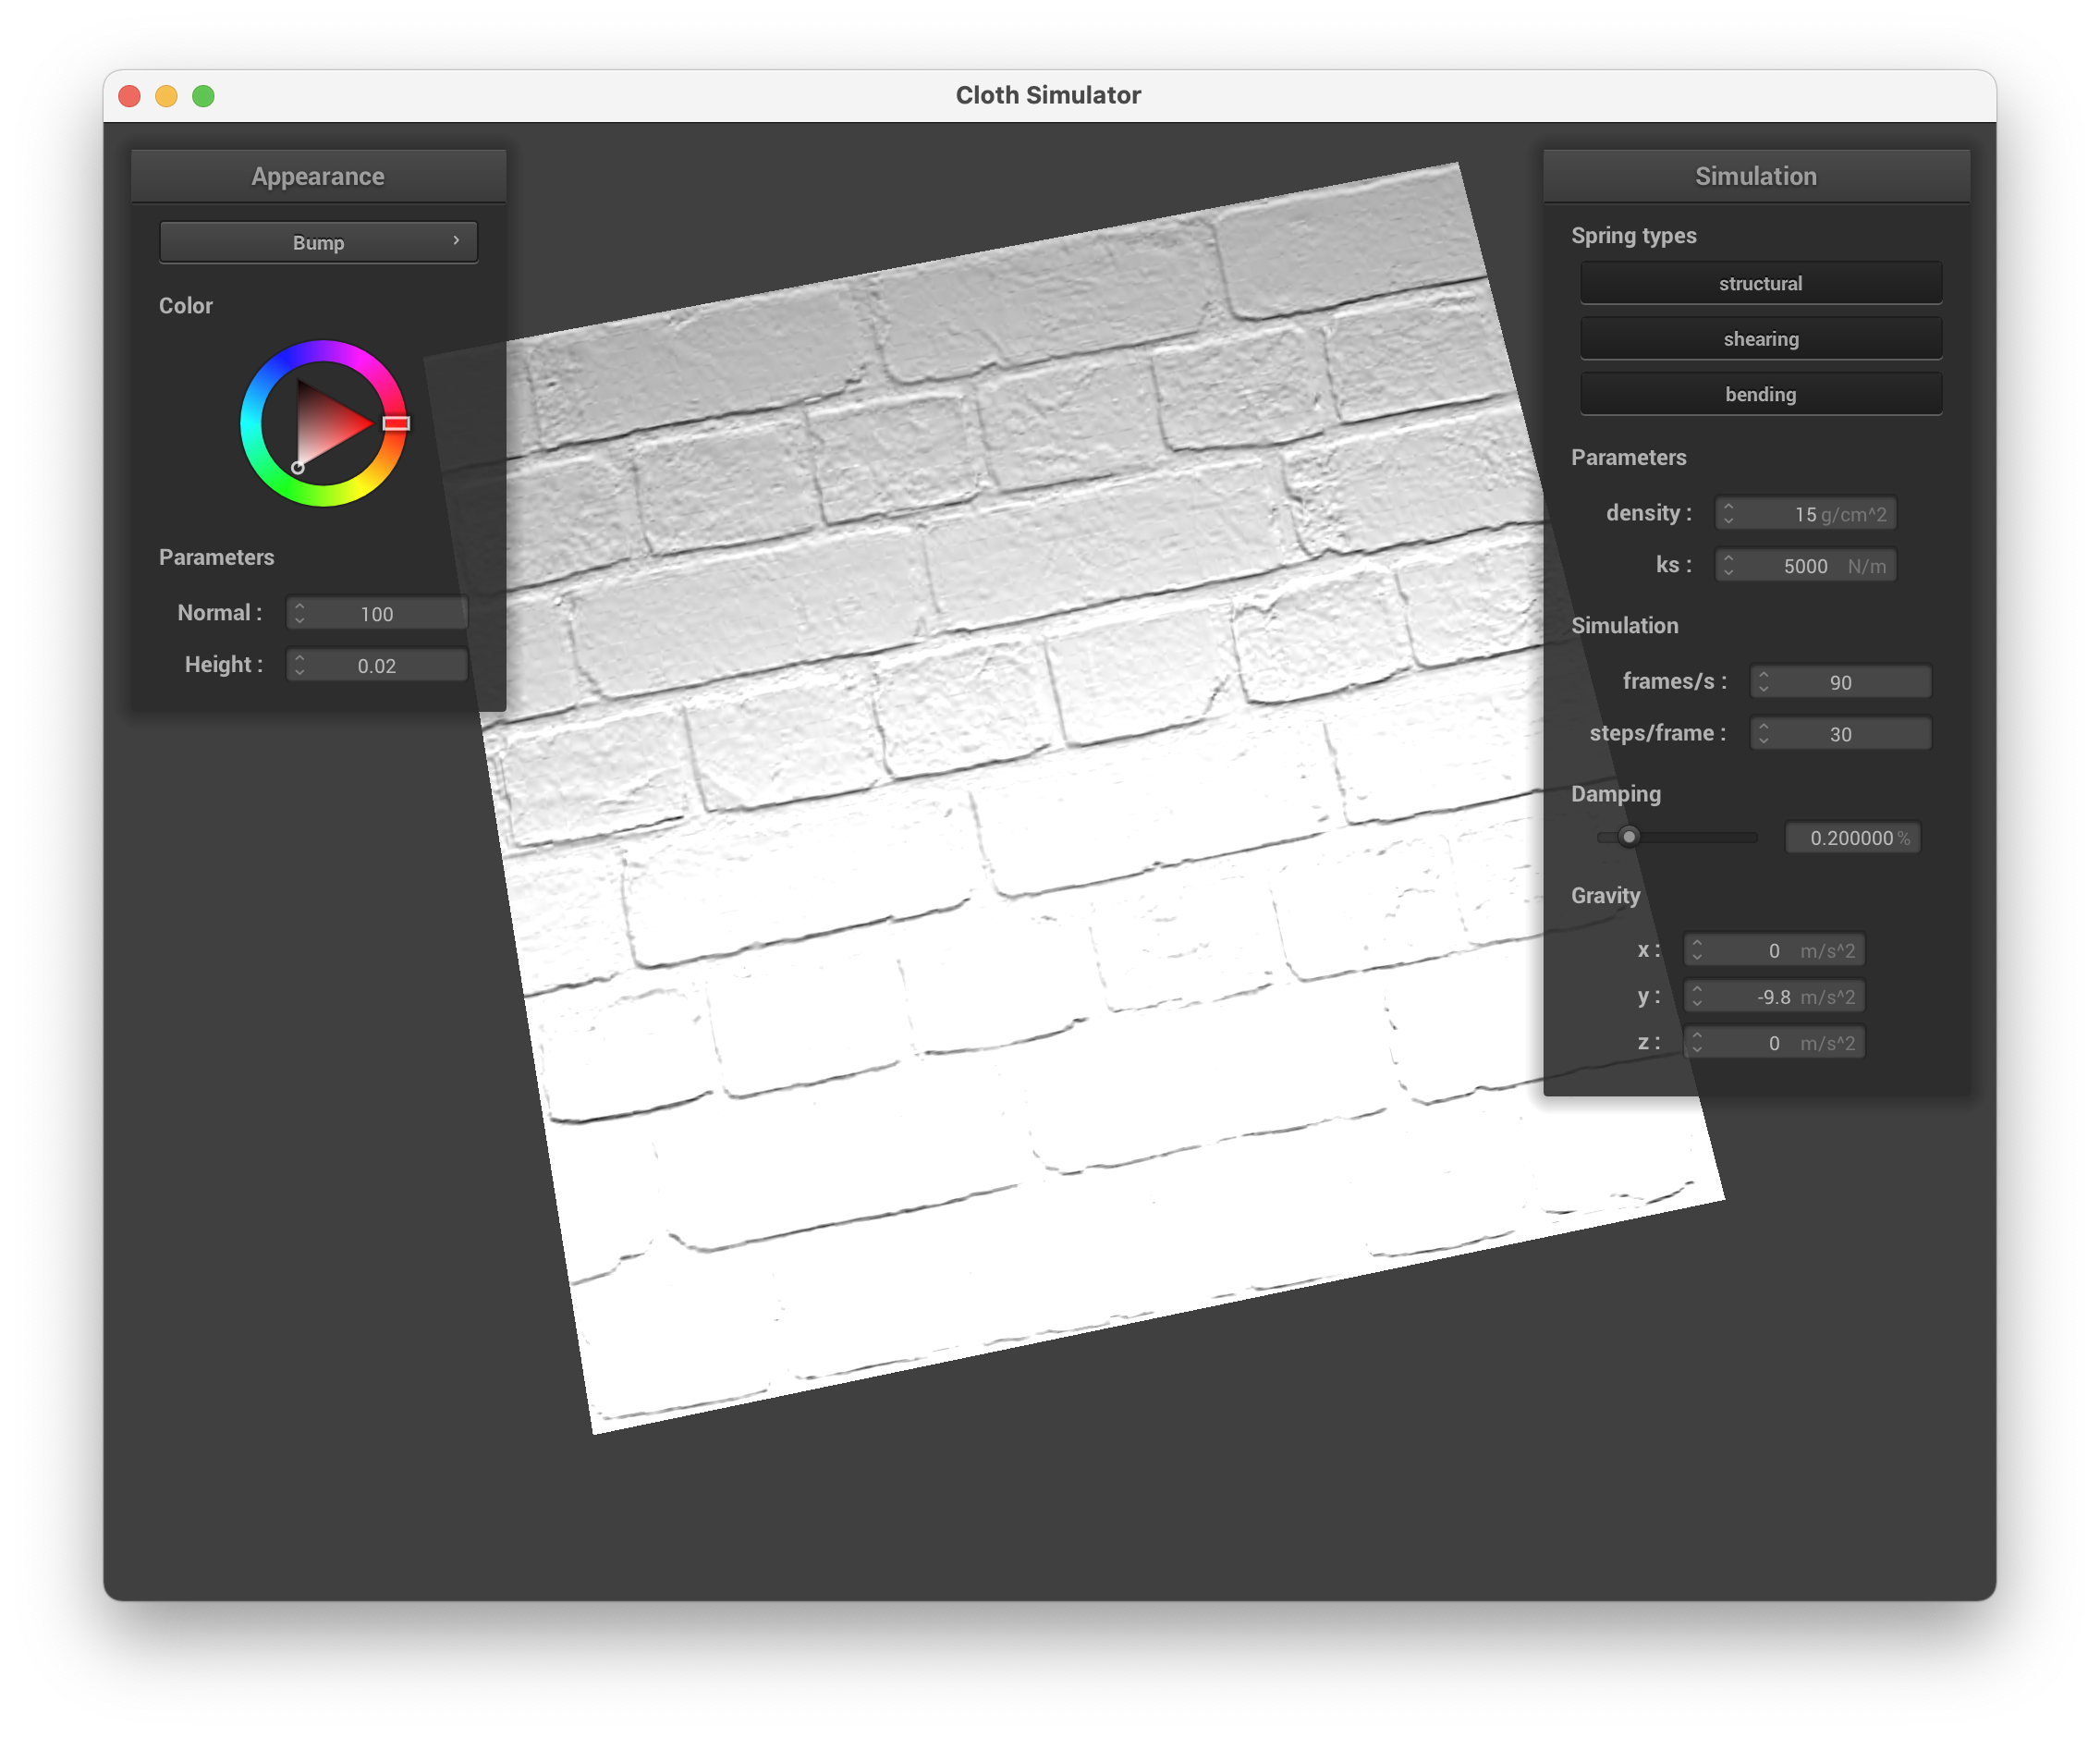 Cloth Simulator
Appearance
Bump
Color
Parameters
Normal : 100
Height : 0.02
Simulation
Spring types
structural
shearing
bending
Parameters
density : 15 g/cm^2
ks : 5000 N/m
Simulation
frames/s : 90
steps/frame : 30
Damping
0.200000 %
Gravity
x : 0 m/s^2
y : -9.8 m/s^2
z : 0 m/s^2